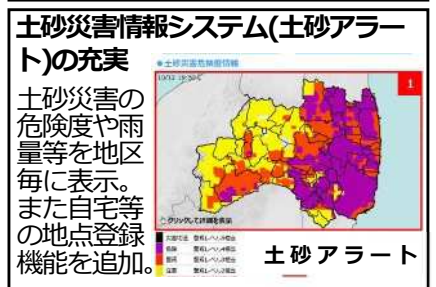 土砂災害情報システム(土砂アラー
ト)の充実
土砂災害の
危険度や雨
量等を地区
毎に表示。
また自宅等
の地点登録
機能を追加。
●土砂災害危険度情報
1
クリックして詳細を表示
土砂アラート